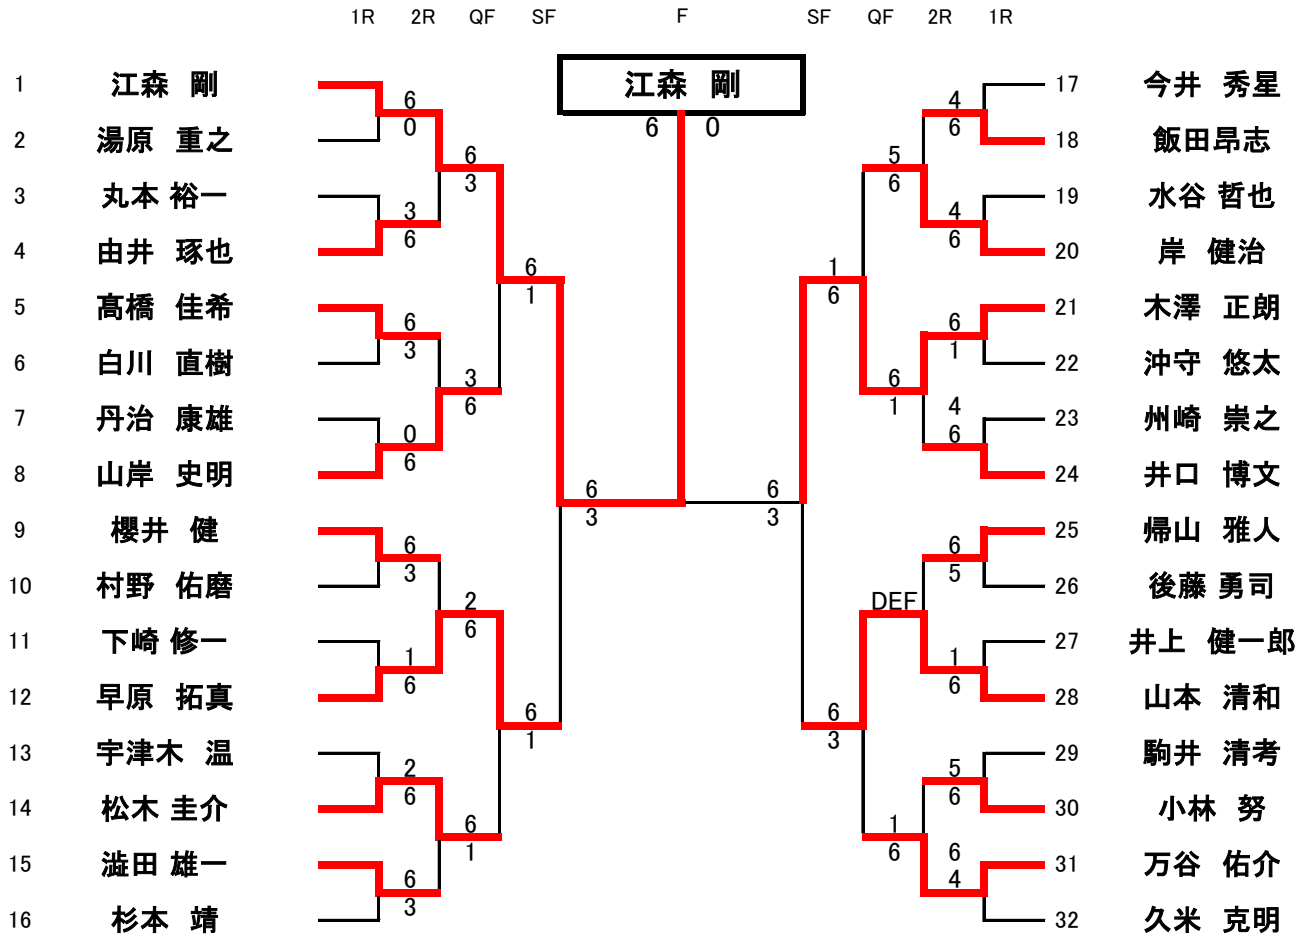 1R 2R QF SF F SF QF 2R 1R
1 江森 剛 江森 剛 17 今井 秀星
6 4
0 6 0 6
2 湯原 重之 18 飯田昂志
6 5
3 6
3 丸本 裕一 19 水谷 哲也
3 4
6 6
4 由井 琢也 20 岸 健治
6 1
1 6
5 髙橋 佳希 21 木澤 正朗
6 6
3 1
6 白川 直樹 22 沖守 悠太
3 6
6 1
7 丹治 康雄 23 州崎 崇之
0 4
6 6
8 山岸 史明 24 井口 博文
6 6
3 3
9 櫻井 健 25 帰山 雅人
6 6
3 5
10 村野 佑磨 26 後藤 勇司
2 DEF
6
11 下崎 修一 27 井上 健一郎
1 1
6 6
12 早原 拓真 28 山本 清和
6 6
1 3
13 宇津木 温 29 駒井 清考
2 5
6 6
14 松木 圭介 30 小林 努
6 1
1 6
15 澁田 雄一 31 万谷 佑介
6 6
3 4
16 杉本 靖 32 久米 克明